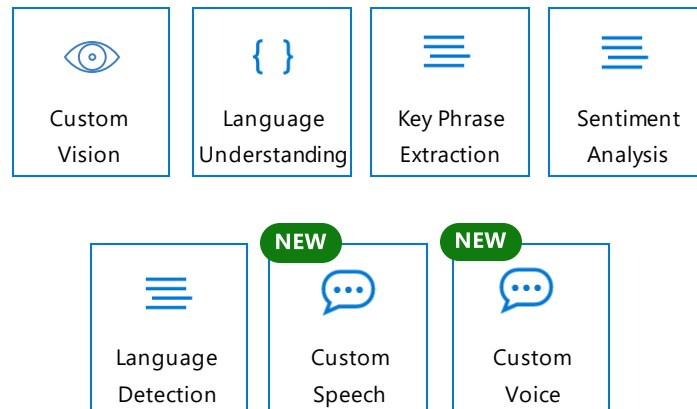 { }
Custom
Vision
Language
Understanding
Key Phrase
Extraction
Sentiment
Analysis
NEW
NEW
Language
Detection
Custom
Speech
Custom
Voice